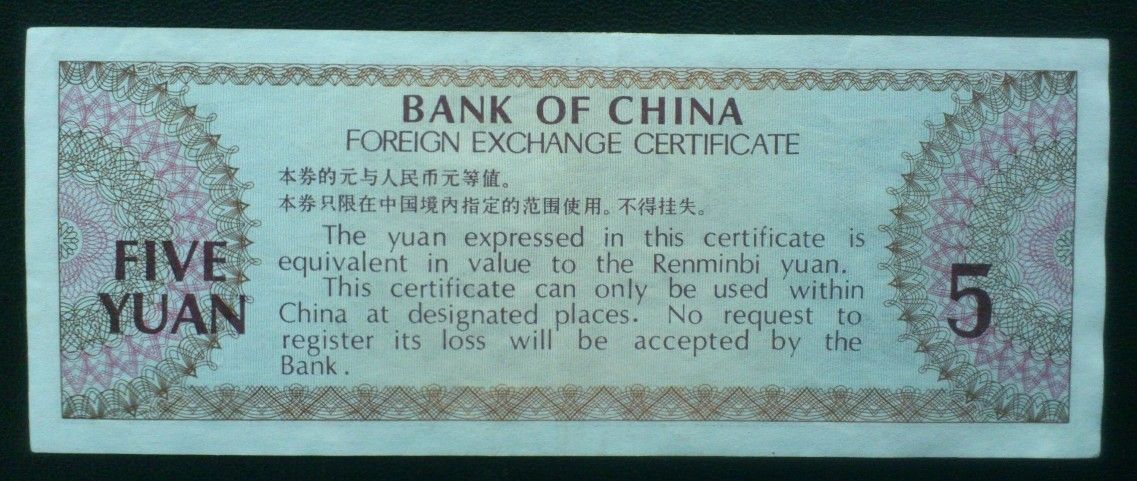 BANK OF CHINA
FOREIGN EXCHANGE CERTIFICATE
本券的元与人民币元等值。
本券只限在中国境内指定的范围使用。不得挂失。
The yuan expressed in this certificate is
equivalent in value to the Renminbi yuan.
This certificate can only be used within
China at designated places. No request to
register its loss will be accepted by the
Bank.
FIVE
YUAN
5